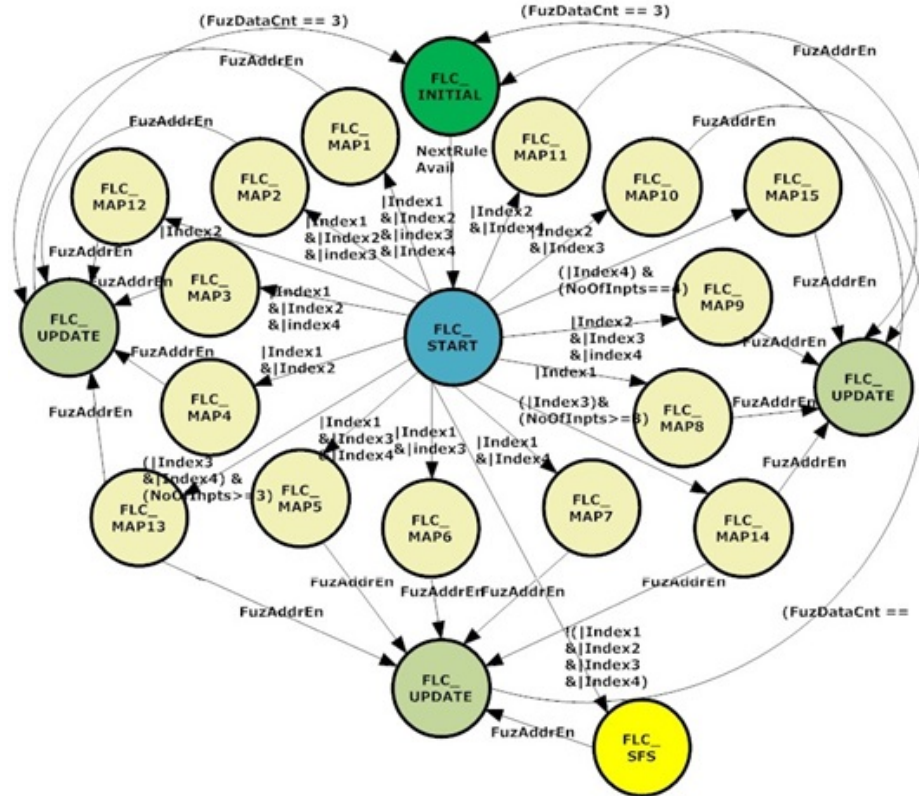 (FuzDataCnt == 3)
(FuzDataCnt == 3)
FuzAddrEn
FuzAddrEn
FLC_
INITIAL
FLC_
MAP1
FLC_
MAP11
FuzAddrEn
NextRule
Avail
FLC_
MAP12
FLC_
MAP2
FLC_
MAP10
FLC_
MAP15
|Index1
&|Index2
&|index3
&|Index4
|Index2
&|Index4
|Index1
&|Index2
&|index3
|Index2
|Index2
&|Index3
FuzAddrEn
FuzAddrEn
FuzAddrEn
FLC_
MAP3
(|Index4) &
(NoOfInpts==4)
FLC_
MAP9
|Index1
&|Index2
&|index4
FLC_
UPDATE
FLC_
START
|Index2
&|Index3
&|index4
FuzAddrEn
FuzAddrEn
|Index1
&|Index2
|Index1
FLC_
UPDATE
FLC_
MAP4
(|Index3)&
(NoOfInpts>=3)
FLC_
MAP8
FuzAddrEn
FuzAddrEn
|Index1
&|Index3
&|Index4
|Index1
&|index3
|Index1
&|Index4
(|Index3
&|Index4) &
(NoOfInpts>=3)
FuzAddrEn
FLC_
MAP5
FLC_
MAP7
FLC_
MAP13
FLC_
MAP6
FLC_
MAP14
FuzAddrEn
FuzAddrEn
FuzAddrEn
FuzAddrEn
FuzAddrEn
(FuzDataCnt ==
!(|Index1
&|Index2
&|Index3
&|Index4)
FLC_
UPDATE
FuzAddrEn
FLC_
SFS